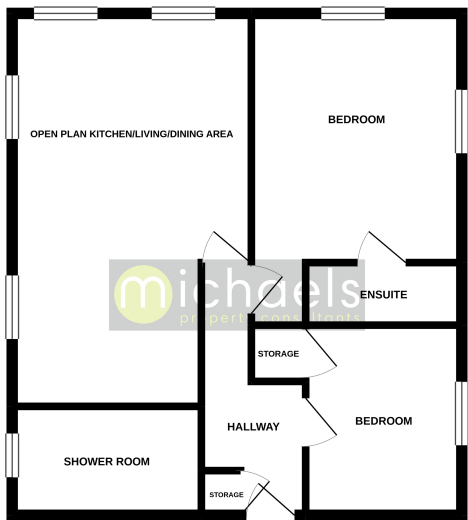 OPEN PLAN KITCHEN/LIVING/DINING AREA
BEDROOM
michaels
property consultants
ENSUITE
STORAGE
BEDROOM
HALLWAY
SHOWER ROOM
STORAGE